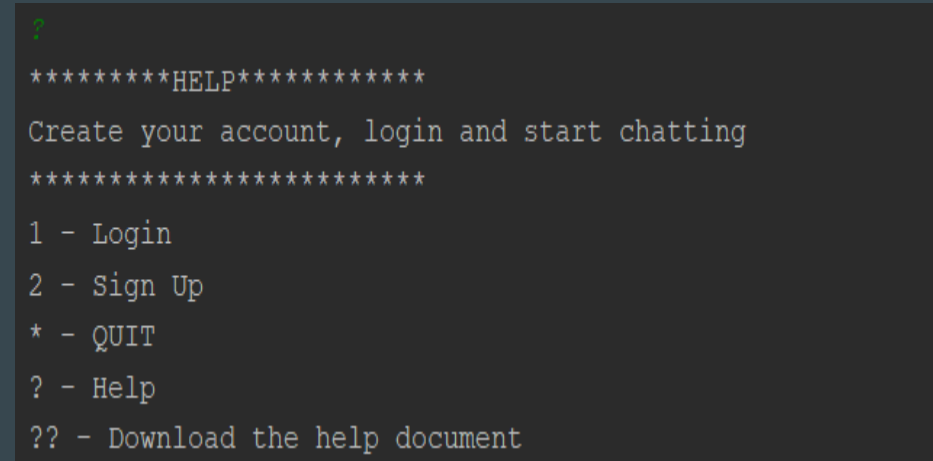 ?
*********HELP************
Create your account, login and start chatting
*************************
1 - Login
2 - Sign Up
* - QUIT
? - Help
?? - Download the help document